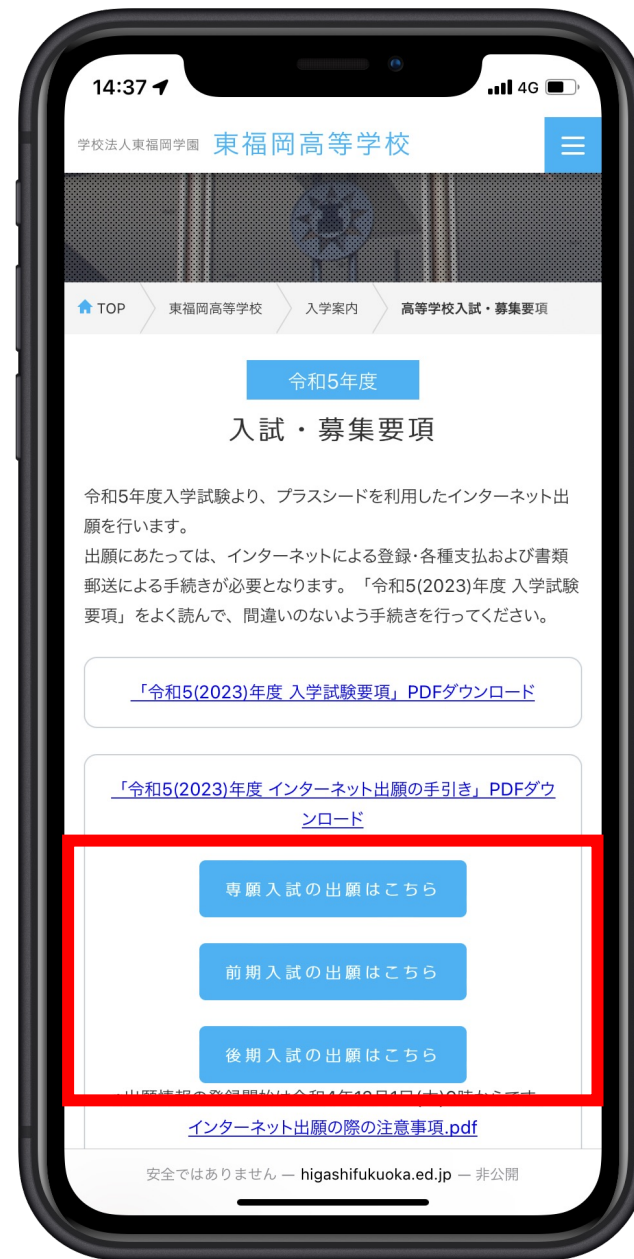 14:37
4G
学校法人東福岡学園 東福岡高等学校
TOP 東福岡高等学校 入学案内 高等学校入試・募集要項
令和5年度
入試・募集要項
令和5年度入学試験より、プラスシードを利用したインターネット出
願を行います。
出願にあたっては、インターネットによる登録・各種支払および書類
郵送による手続きが必要となります。「令和5(2023)年度 入学試験
要項」をよく読んで、間違いのないよう手続きを行ってください。
「令和5(2023)年度 入学試験要項」PDFダウンロード
「令和5(2023)年度 インターネット出願の手引き」PDFダウ
ンロード
専願入試の出願はこちら
前期入試の出願はこちら
後期入試の出願はこちら
インターネット出願の際の注意事項.pdf
安全ではありません — higashifukuoka.ed.jp — 非公開